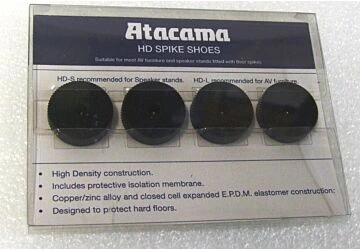 Atacama
HD SPIKE SHOES
Suitable for most AV furniture and speaker stands fitted with floor spikes.
HD-S recommended for Speaker stands. HD-L recommended for AV furniture.
• High Density construction.
• Includes protective isolation membrane.
• Copper/zinc alloy and closed cell expanded E.P.D.M. elastomer construction.
• Designed to protect hard floors.